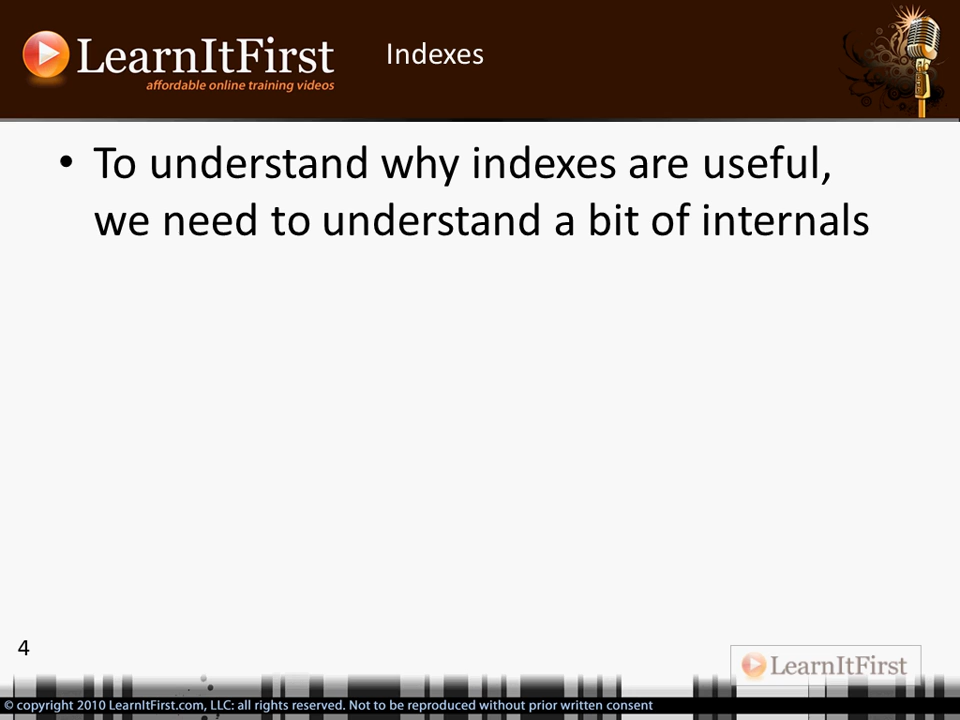 LearnItFirst
affordable online training videos
Indexes
• To understand why indexes are useful,
we need to understand a bit of internals
4
LearnItFirst
© copyright 2010 LearnItFirst.com, LLC: all rights reserved. Not to be reproduced without prior written consent